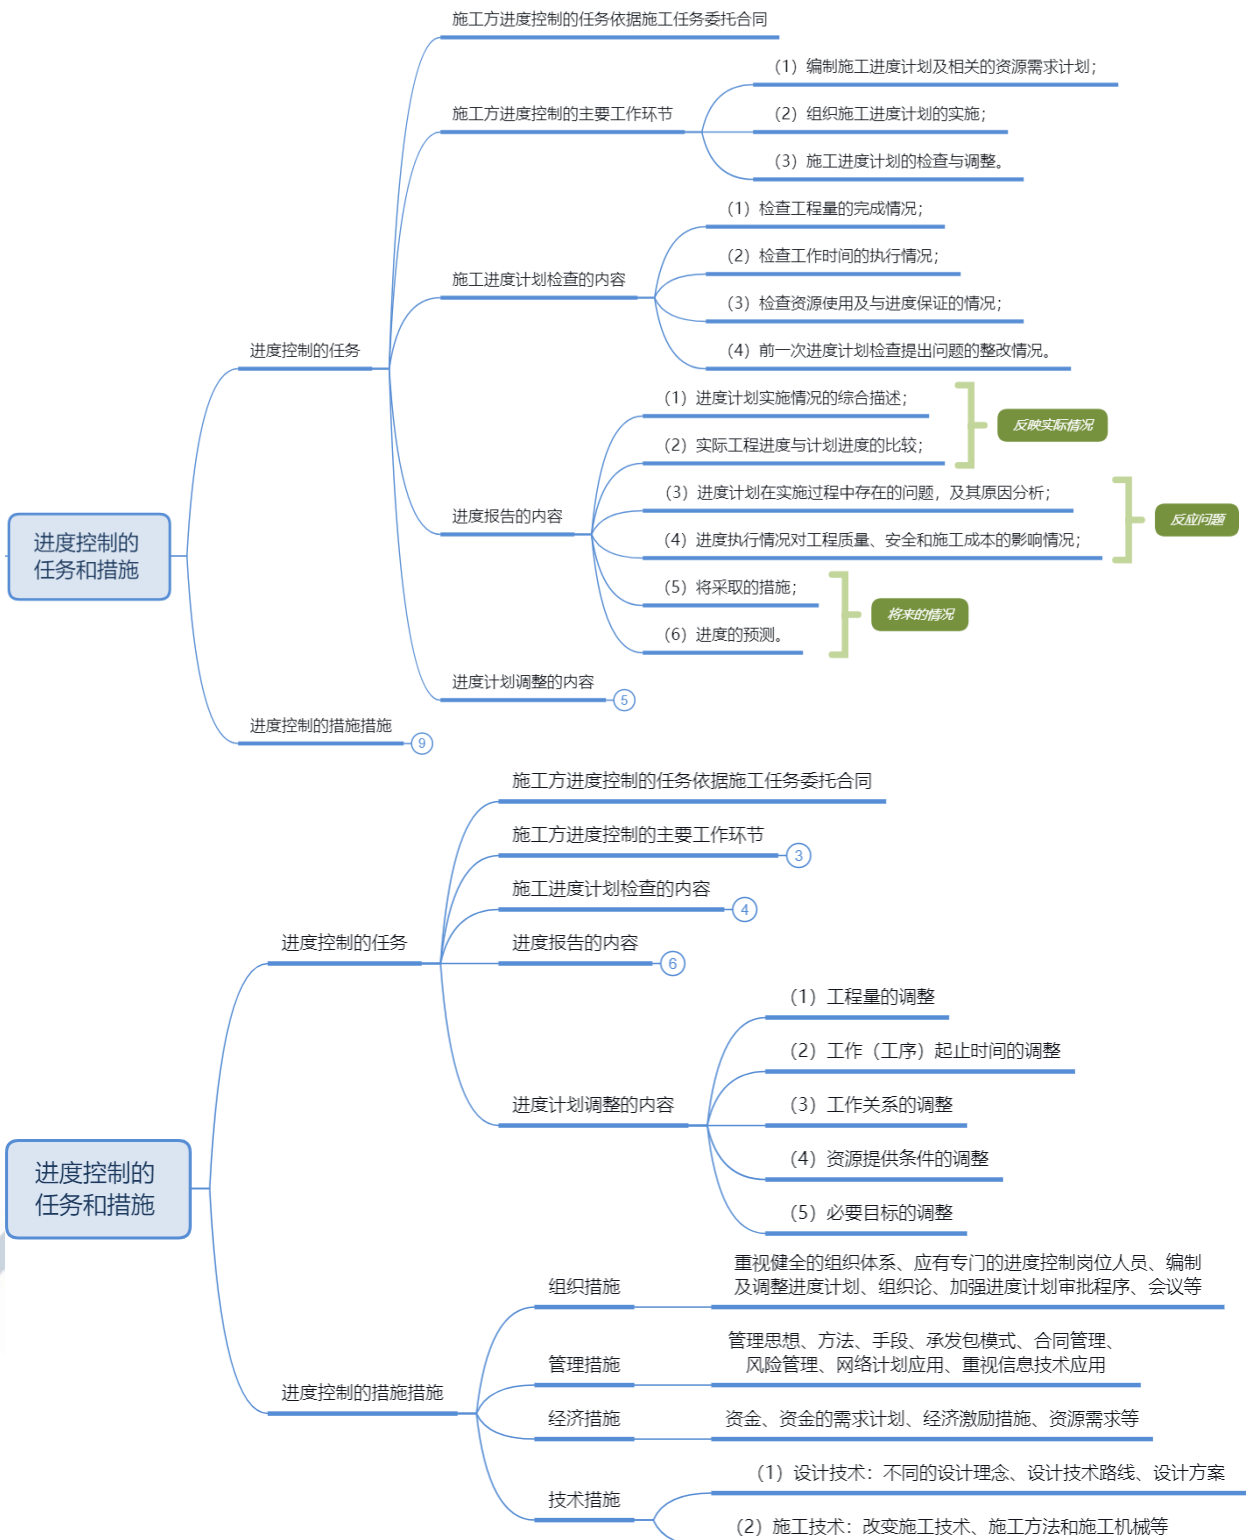 施工方进度控制的任务依据施工任务委托合同
(1) 编制施工进度计划及相关的资源需求计划;
施工方进度控制的主要工作环节
(2) 组织施工进度计划的实施;
(3) 施工进度计划的检查与调整。
(1) 检查工程量的完成情况;
(2) 检查工作时间的执行情况;
施工进度计划检查的内容
(3) 检查资源使用及与进度保证的情况;
(4) 前一次进度计划检查提出问题的整改情况。
进度控制的任务
(1) 进度计划实施情况的综合描述;
反映实际情况
(2) 实际工程进度与计划进度的比较;
(3) 进度计划在实施过程中存在的问题，及其原因分析;
进度报告的内容
反应问题
(4) 进度执行情况对工程质量、安全和施工成本的影响情况;
进度控制的
任务和措施
(5) 将采取的措施;
将来的情况
(6) 进度的预测。
进度计划调整的内容
5
进度控制的措施措施
9
施工方进度控制的任务依据施工任务委托合同
施工方进度控制的主要工作环节
3
施工进度计划检查的内容
4
进度控制的任务
进度报告的内容
6
(1) 工程量的调整
(2) 工作（工序）起止时间的调整
进度计划调整的内容
(3) 工作关系的调整
(4) 资源提供条件的调整
(5) 必要目标的调整
进度控制的
任务和措施
组织措施
重视健全的组织体系、应有专门的进度控制岗位人员、编制
及调整进度计划、组织论、加强进度计划审批程序、会议等
管理措施
管理思想、方法、手段、承发包模式、合同管理、
风险管理、网络计划应用、重视信息技术应用
进度控制的措施措施
经济措施
资金、资金的需求计划、经济激励措施、资源需求等
技术措施
(1) 设计技术：不同的设计理念、设计技术路线、设计方案
(2) 施工技术：改变施工技术、施工方法和施工机械等